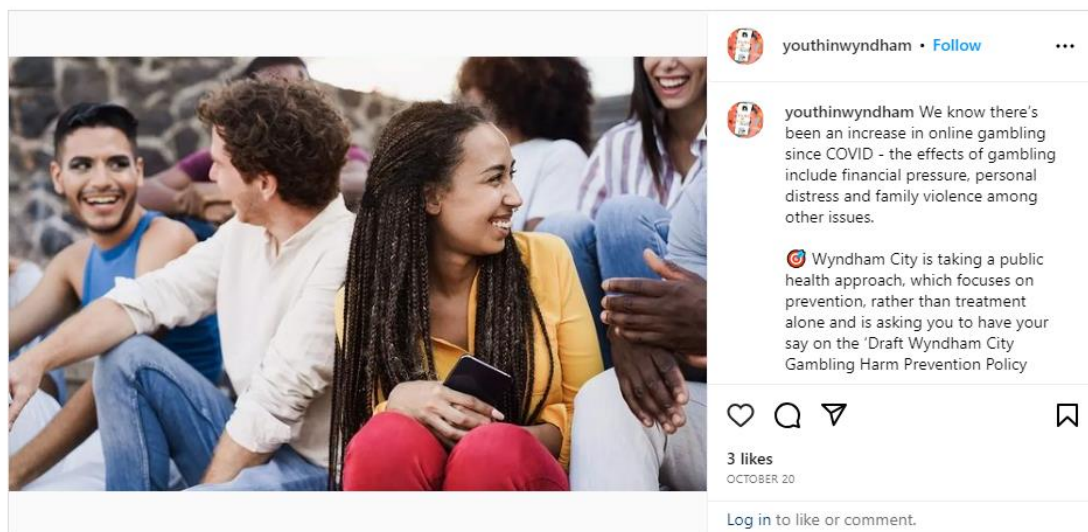 youthinwyndham • Follow
youthinwyndham We know there's
been an increase in online gambling
since COVID - the effects of gambling
include financial pressure, personal
distress and family violence among
other issues.
🎯 Wyndham City is taking a public
health approach, which focuses on
prevention, rather than treatment
alone and is asking you to have your
say on the 'Draft Wyndham City
Gambling Harm Prevention Policy
3 likes
OCTOBER 20
Log in to like or comment.